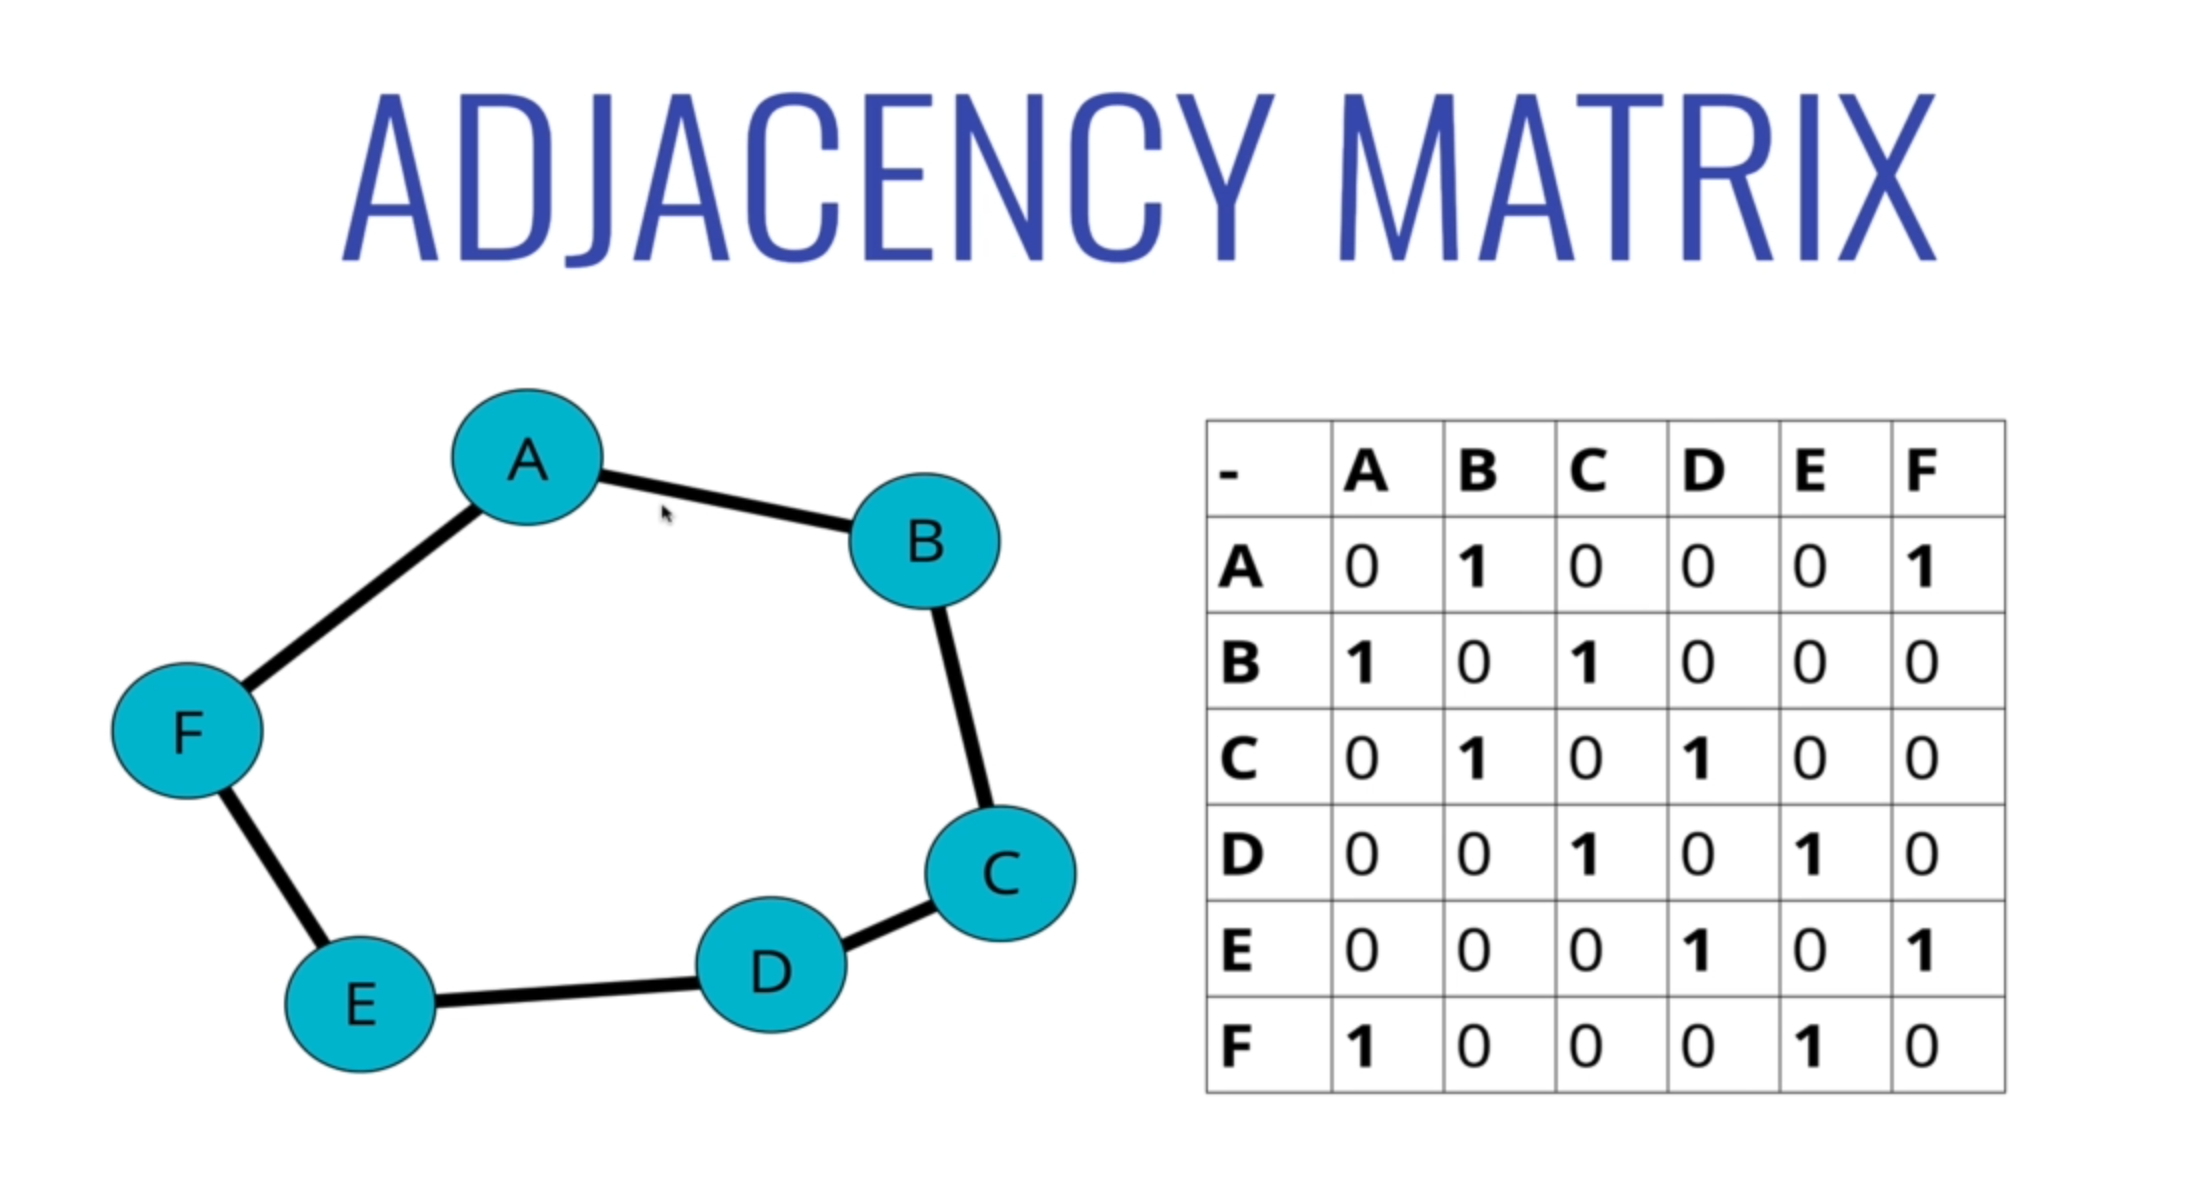 ADJACENCY MATRIX
A
B
F
C
D
E
- A B C D E F
A 0 1 0 0 0 1
B 1 0 1 0 0 0
C 0 1 0 1 0 0
D 0 0 1 0 1 0
E 0 0 0 1 0 1
F 1 0 0 0 1 0